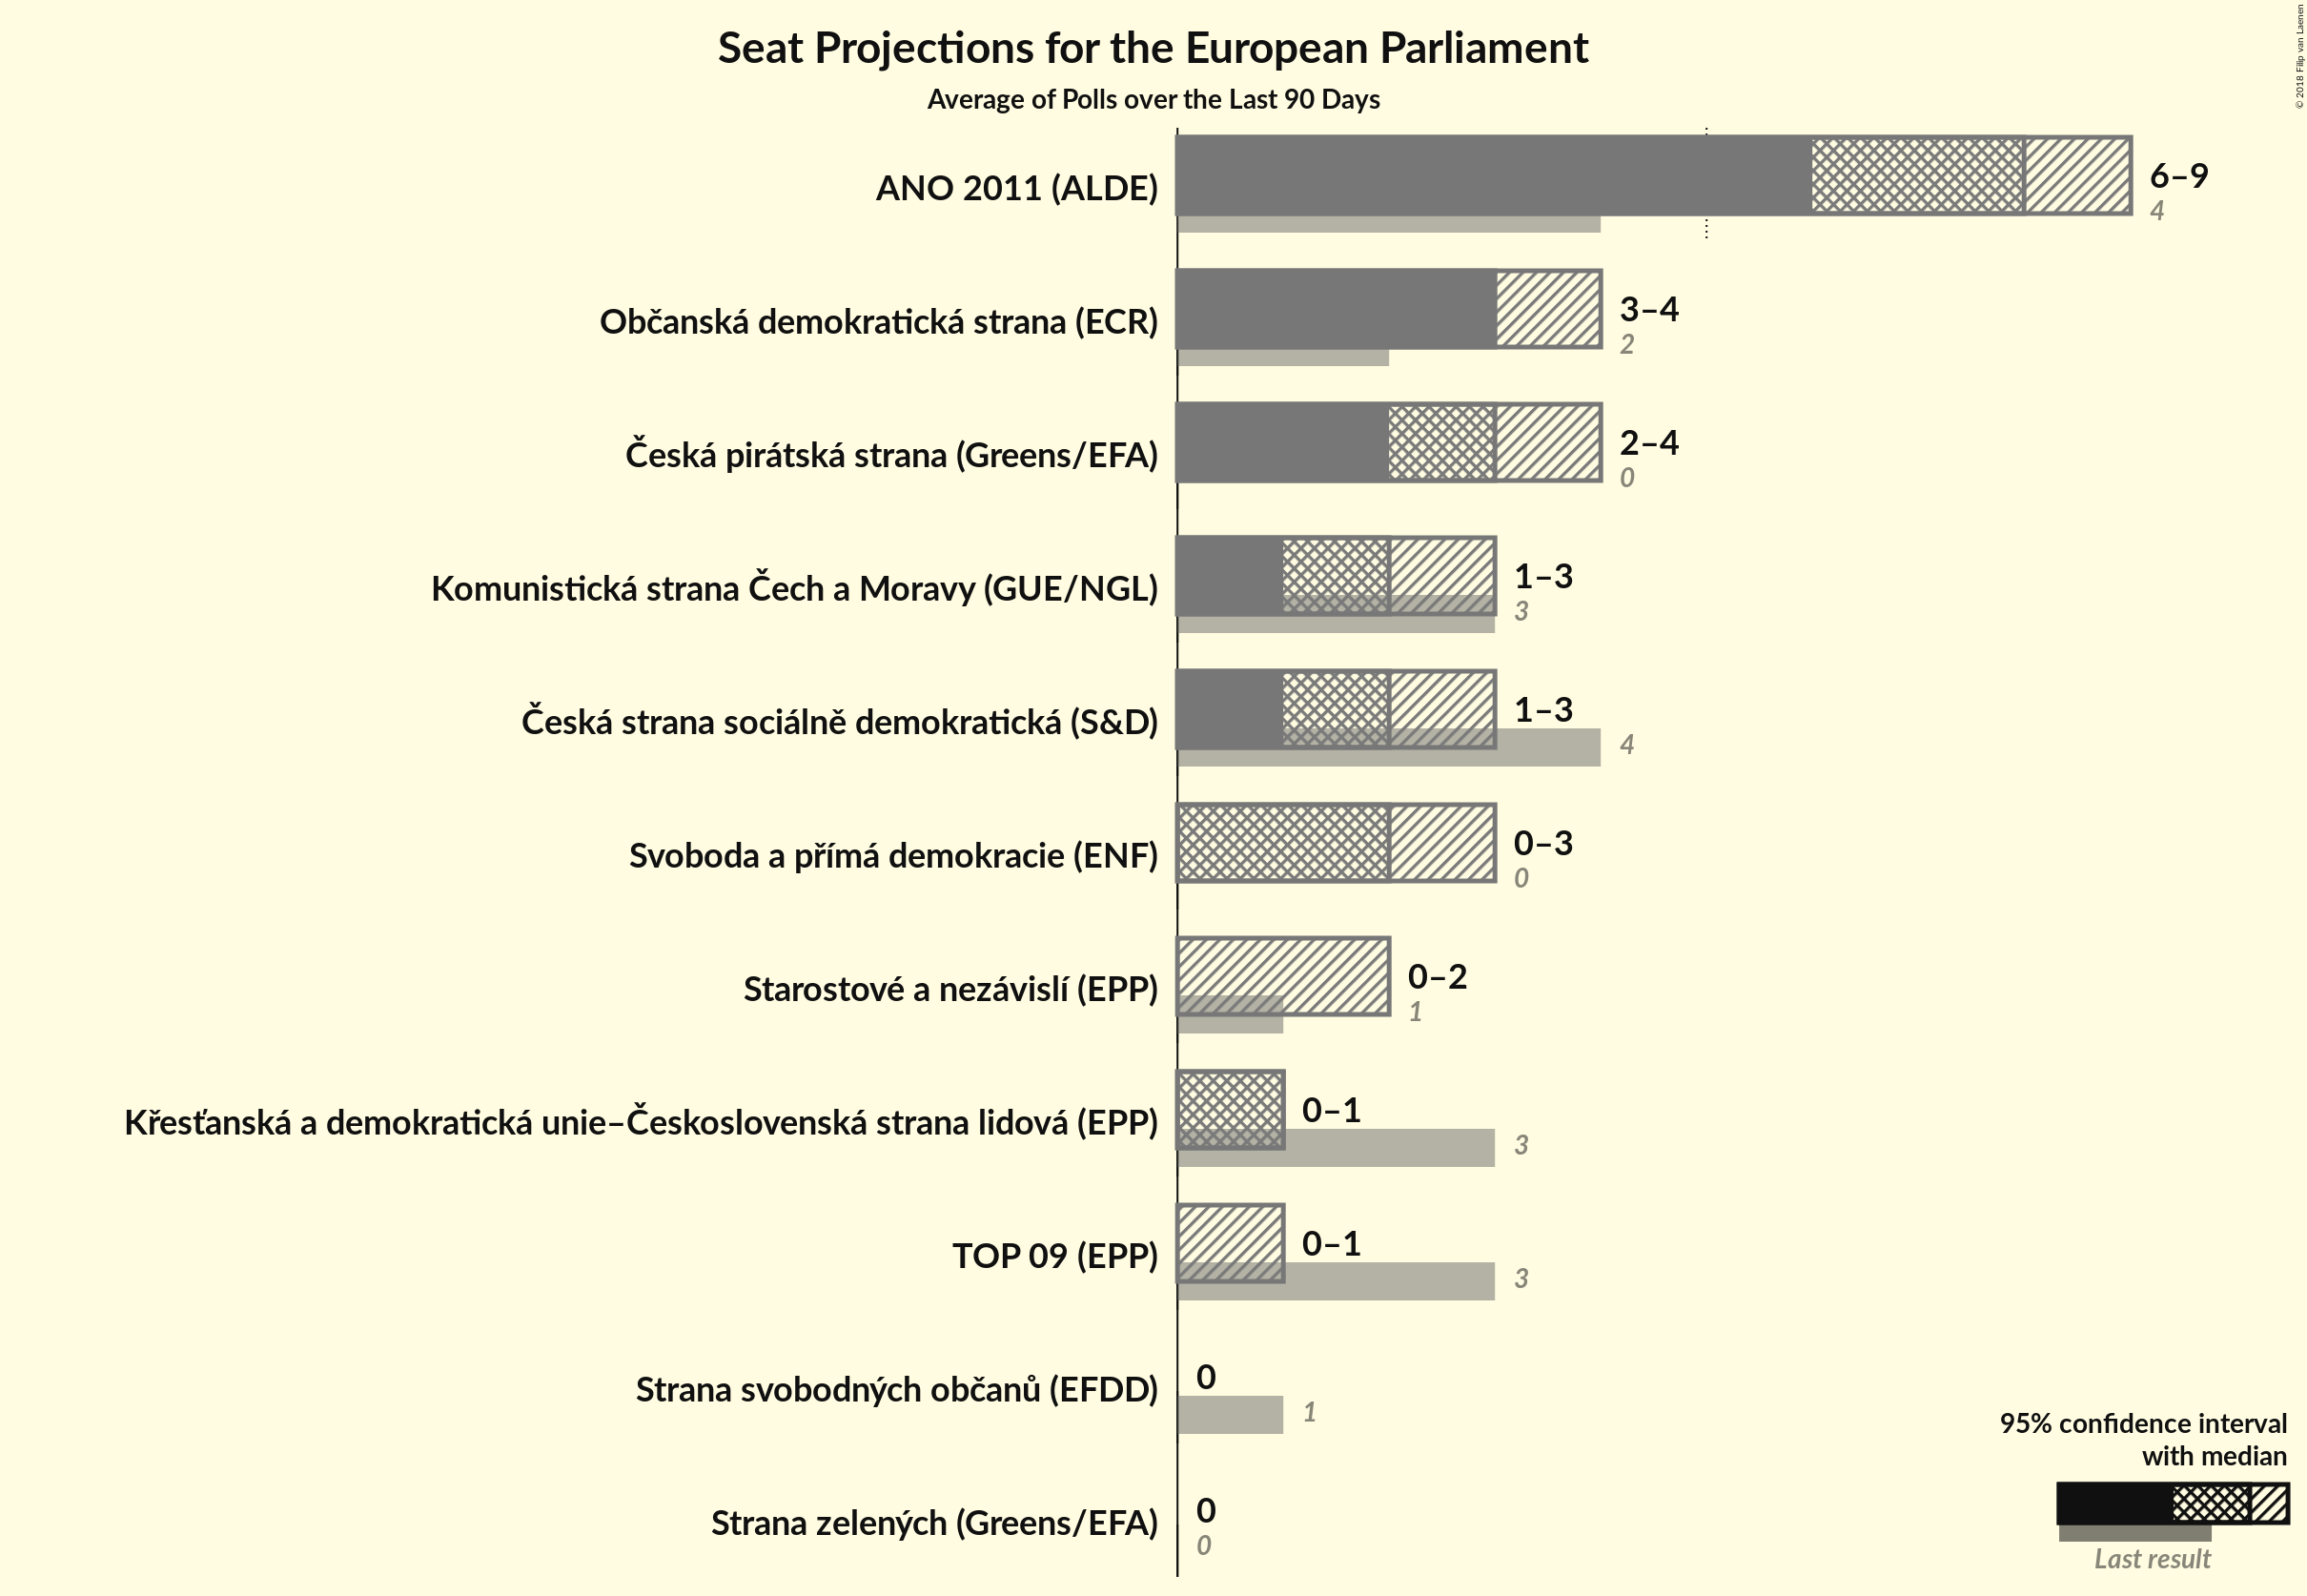 Seat Projections for the European Parliament
Average of Polls over the Last 90 Days
© 2018 Filip van Laenen
ANO 2011 (ALDE)
6–9
4
Občanská demokratická strana (ECR)
3–4
2
Česká pirátská strana (Greens/EFA)
2–4
0
Komunistická strana Čech a Moravy (GUE/NGL)
1–3
3
Česká strana sociálně demokratická (S&D)
1–3
4
Svoboda a přímá demokracie (ENF)
0–3
0
Starostové a nezávislí (EPP)
0–2
1
Křesťanská a demokratická unie–Československá strana lidová (EPP)
0–1
3
TOP 09 (EPP)
0–1
3
Strana svobodných občanů (EFDD)
0
1
Strana zelených (Greens/EFA)
0
0
95% confidence interval
with median
Last result